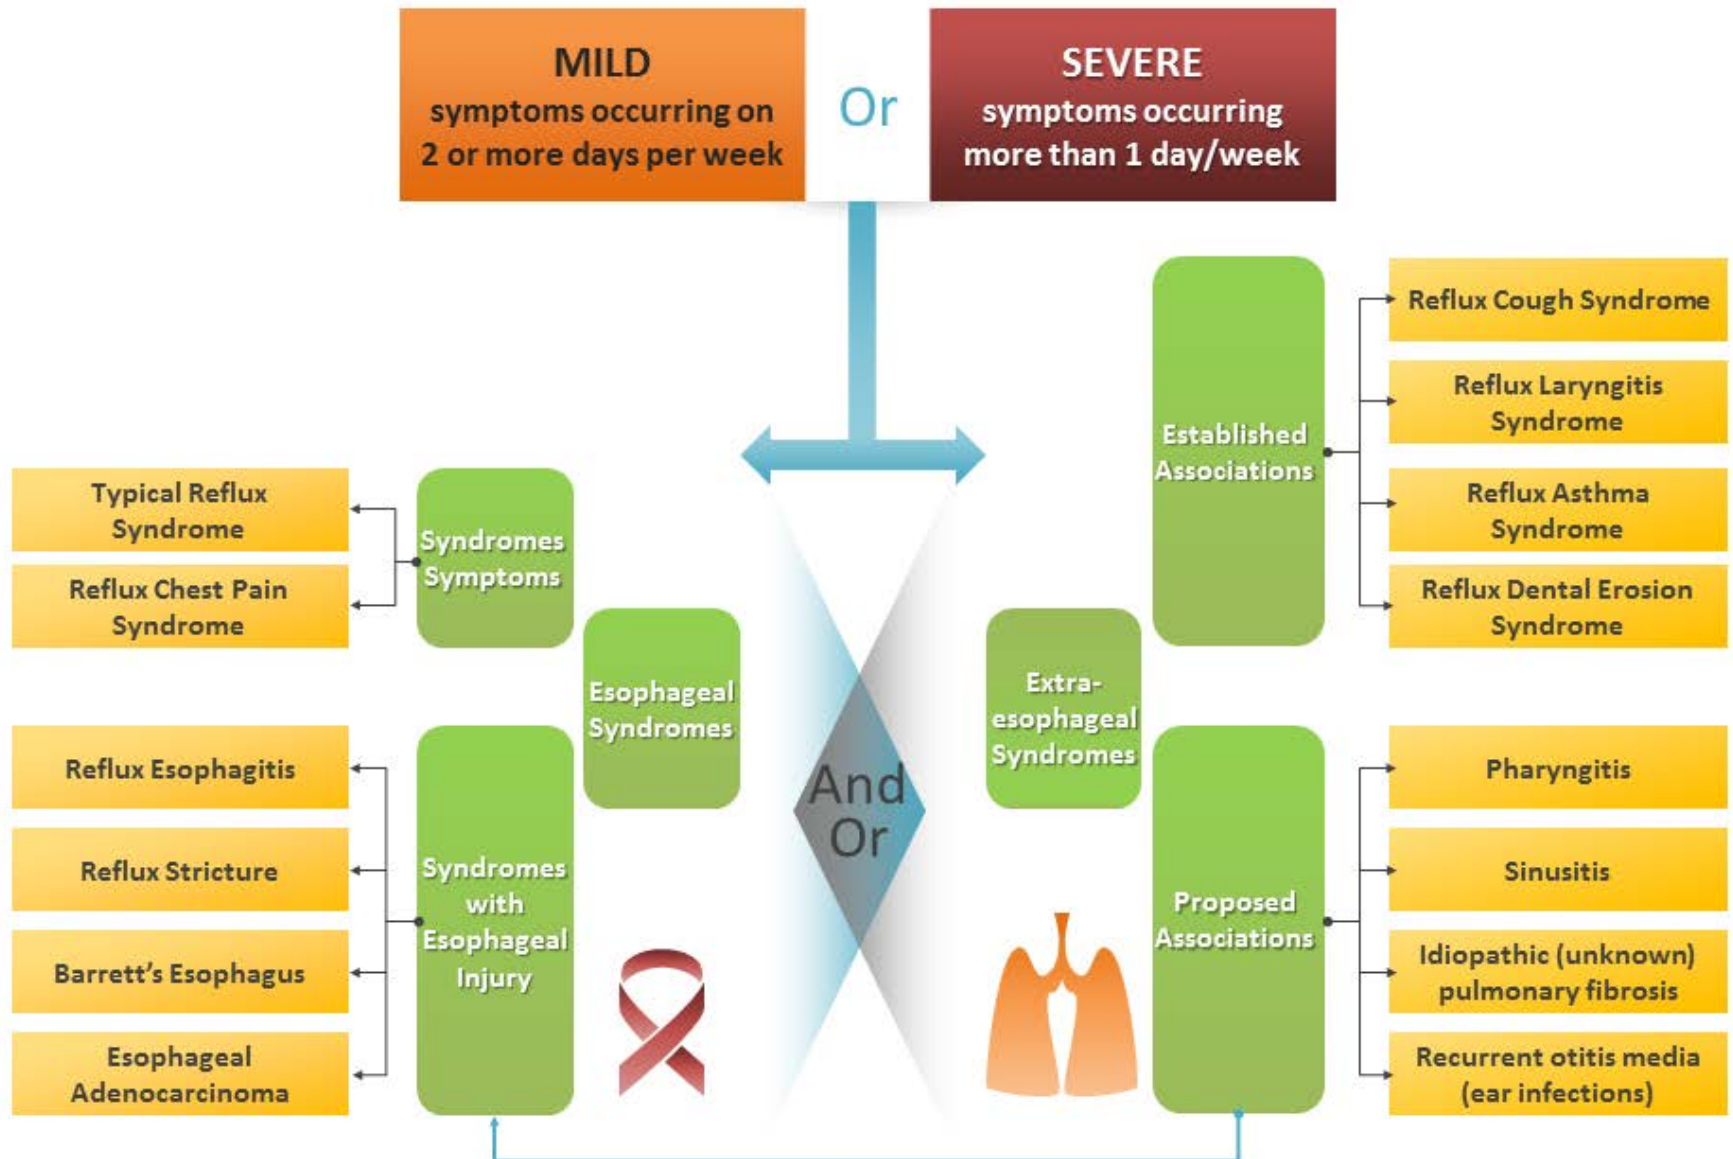 MILD
symptoms occurring on
2 or more days per week
Or
SEVERE
symptoms occurring
more than 1 day/week
Typical Reflux
Syndrome
Reflux Chest Pain
Syndrome
Syndromes
Symptoms
Esophageal
Syndromes
Reflux Esophagitis
Reflux Stricture
Barrett's Esophagus
Esophageal
Adenocarcinoma
Syndromes
with
Esophageal
Injury
And
Or
Extra-
esophageal
Syndromes
Established
Associations
Reflux Cough Syndrome
Reflux Laryngitis
Syndrome
Reflux Asthma
Syndrome
Reflux Dental Erosion
Syndrome
Proposed
Associations
Pharyngitis
Sinusitis
Idiopathic (unknown)
pulmonary fibrosis
Recurrent otitis media
(ear infections)